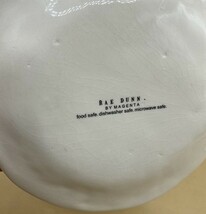 RAE DUNN.
BY MAGENTA
food safe. dishwasher safe. microwave safe.